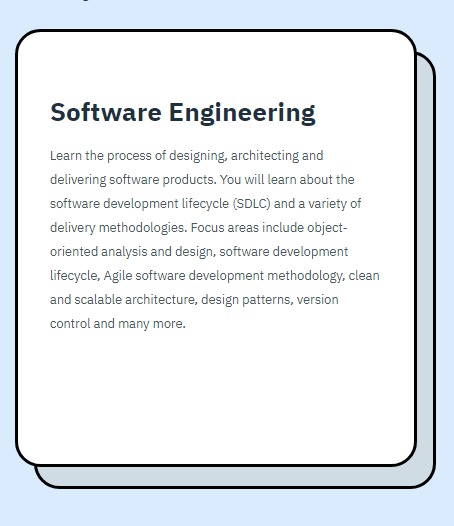 Software Engineering
Learn the process of designing, architecting and
delivering software products. You will learn about the
software development lifecycle (SDLC) and a variety of
delivery methodologies. Focus areas include object-
oriented analysis and design, software development
lifecycle, Agile software development methodology, clean
and scalable architecture, design patterns, version
control and many more.